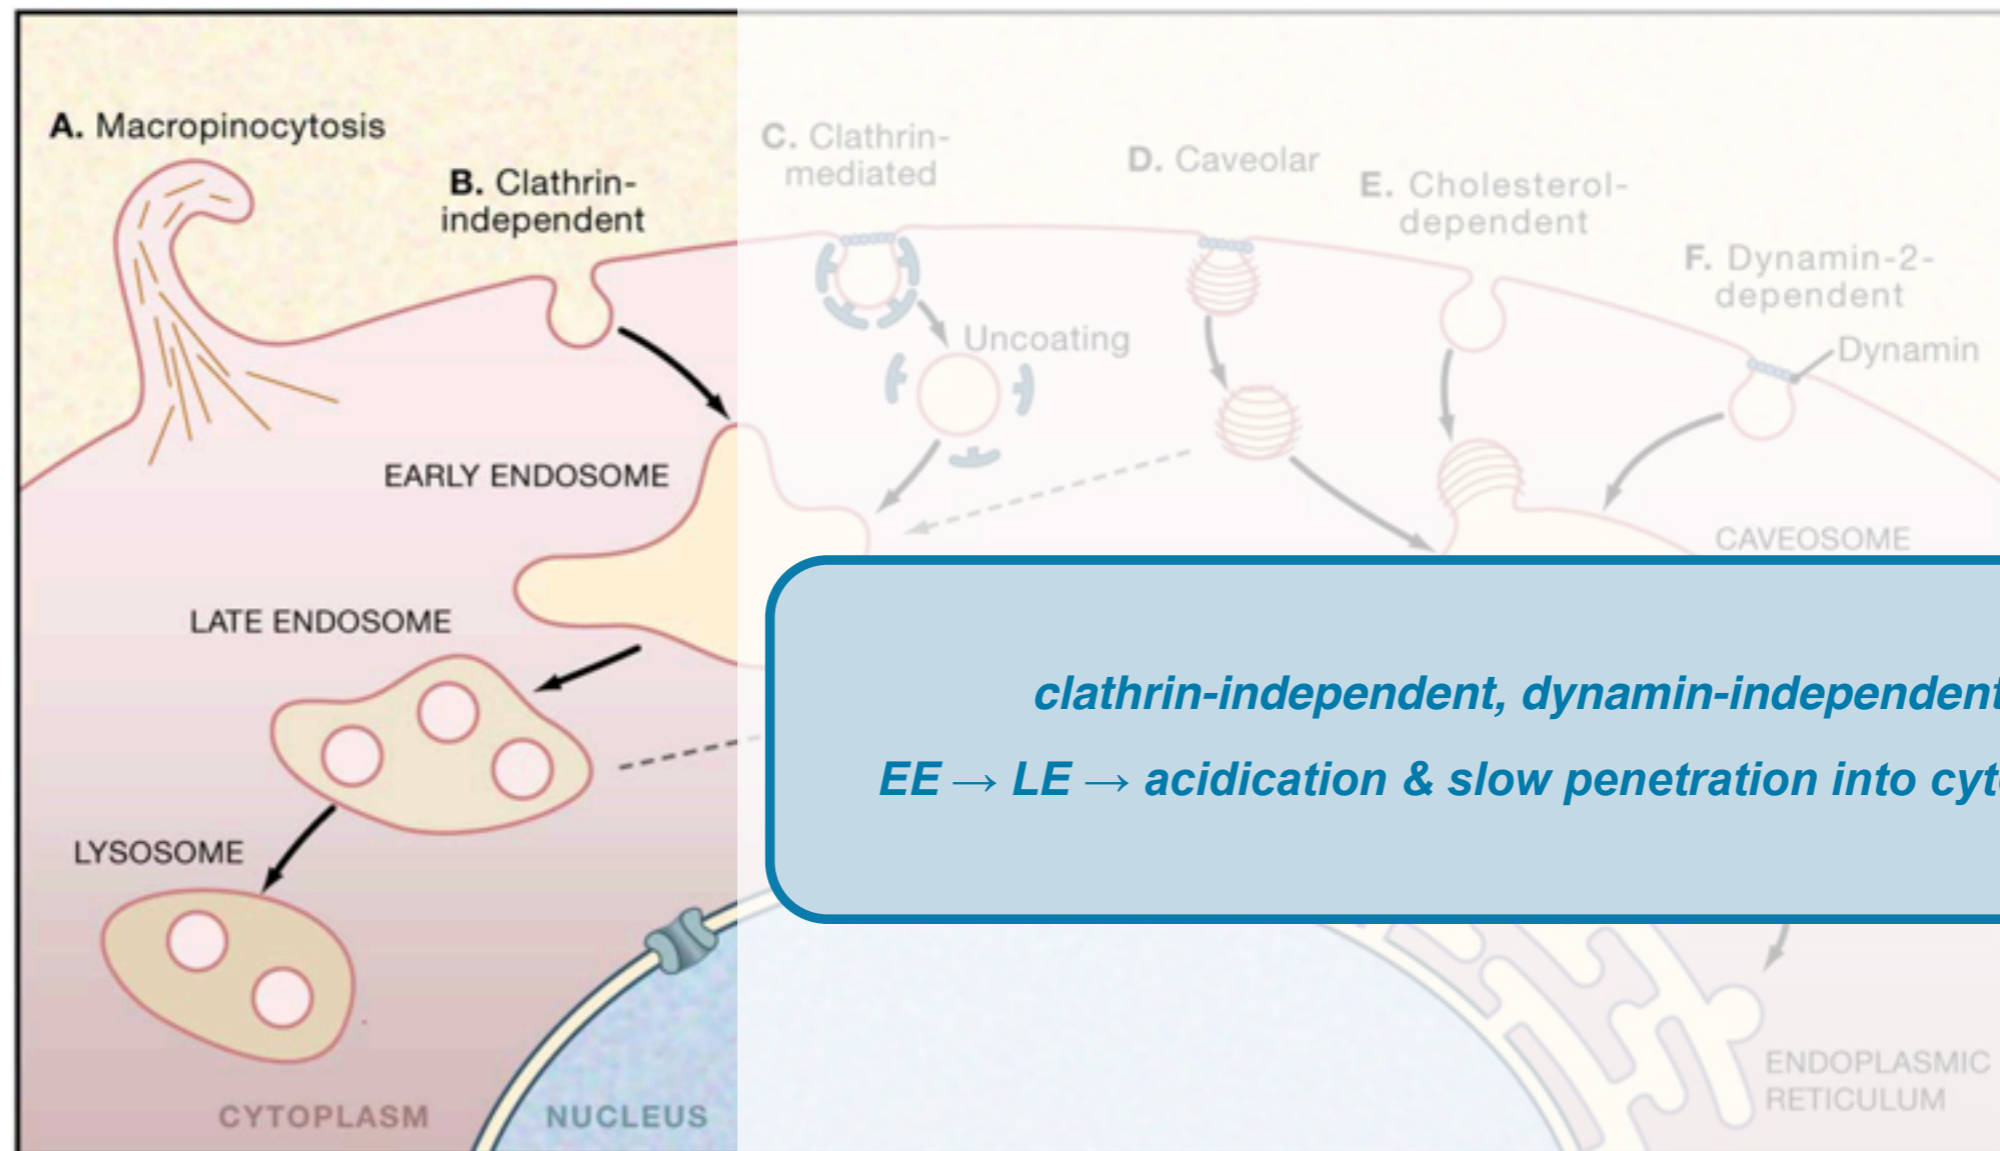 A. Macropinocytosis
B. Clathrin-
independent
C. Clathrin-
mediated
D. Caveolar
E. Cholesterol-
dependent
F. Dynamin-2-
dependent
Uncoating
Dynamin
EARLY ENDOSOME
CAVEOSOME
LATE ENDOSOME
clathrin-independent, dynamin-independent
EE → LE → acidication & slow penetration into
LYSOSOME
ENDOPLASMIC
RETICULUM
CYTOPLASM
NUCLEUS